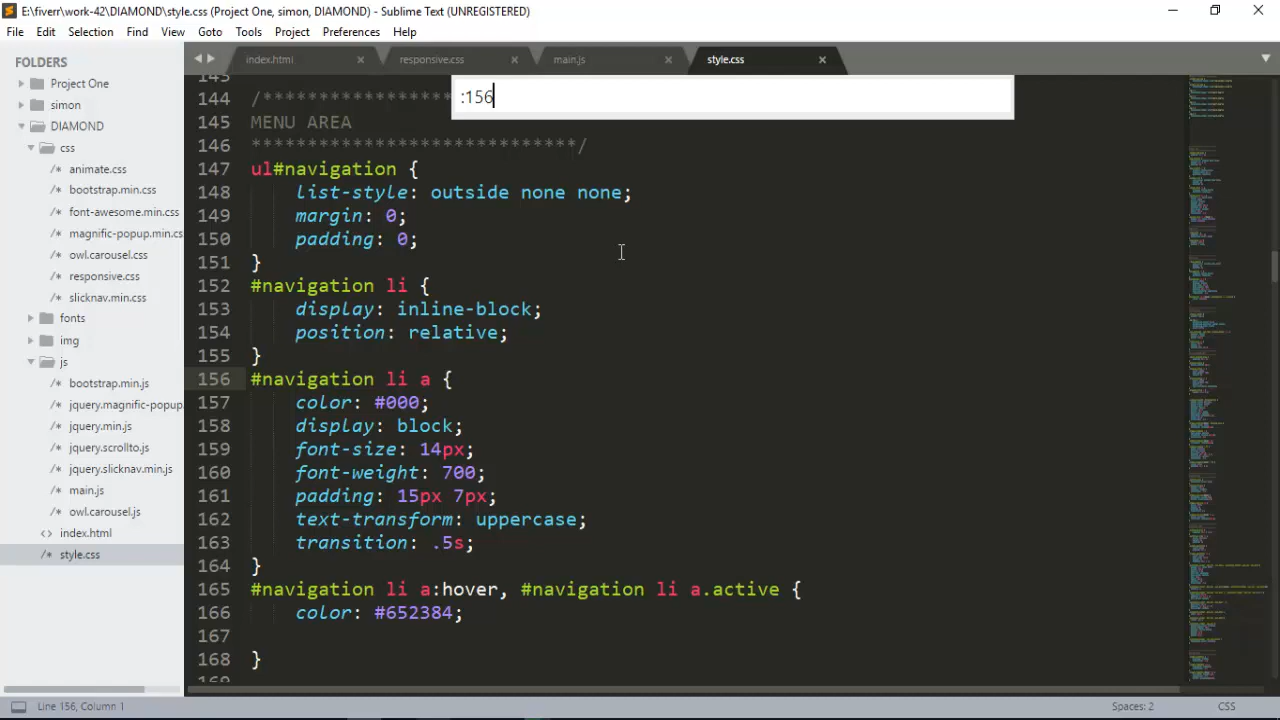 E:\fiverr\work-42\DIAMOND\style.css (Project One, simon, DIAMOND) - Sublime Text (UNREGISTERED)
File Edit Selection Find View Goto Tools Project Preferences Help
FOLDERS
Project One
simon
DIAMOND
css
/* animate.css
/* bootstrap.min.css
/* font-awesome.min.css
/* magnific-popup.min.cs
/* owl.carousel.css
/* responsive.css
/* slicknav.min.css
fonts
img
js
/* bootstrap.min.js
/* jquery.magnific-popup.
/* jquery.min.js
/* jquery.scrollto.js
/* jquery.slicknav.min.js
/* main.js
/* owl.carousel.js
<> index.html
/* style.css
index.html responsive.css main.js style.css
:156
143
144 /*****************
145 MENU AREA
146 *****************************/
147 ul#navigation {
148 list-style: outside none none;
149 margin: 0;
150 padding: 0;
151 }
152 #navigation li {
153 display: inline-block;
154 position: relative;
155 }
156 #navigation li a {
157 color: #000;
158 display: block;
159 font-size: 14px;
160 font-weight: 700;
161 padding: 15px 7px;
162 text-transform: uppercase;
163 transition: .5s;
164 }
165 #navigation li a:hover, #navigation li a.active {
166 color: #652384;
167
168 }
169
Line 156, Column 1 Spaces: 2 CSS